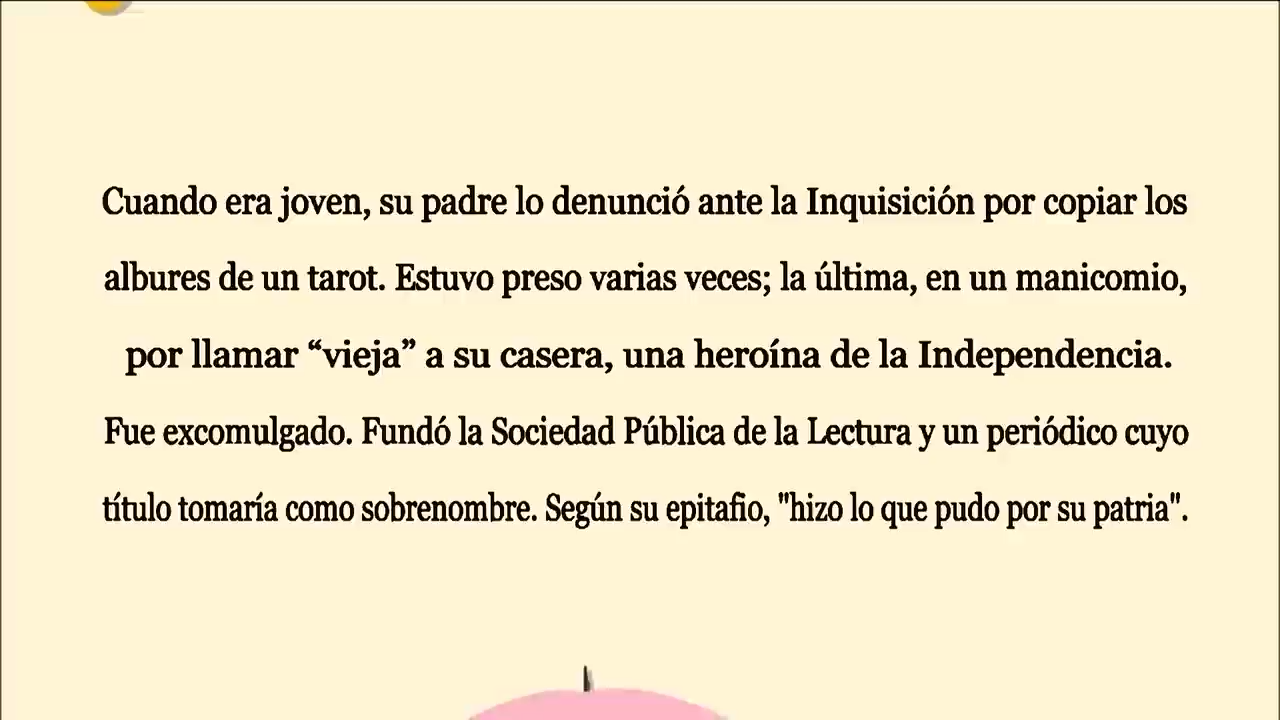 Cuando era joven, su padre lo denunció ante la Inquisición por copiar los
albures de un tarot. Estuvo preso varias veces; la última, en un manicomio,
por llamar “vieja” a su casera, una heroína de la Independencia.
Fue excomulgado. Fundó la Sociedad Pública de la Lectura y un periódico cuyo
título tomaría como sobrenombre. Según su epitafio, "hizo lo que pudo por su patria".